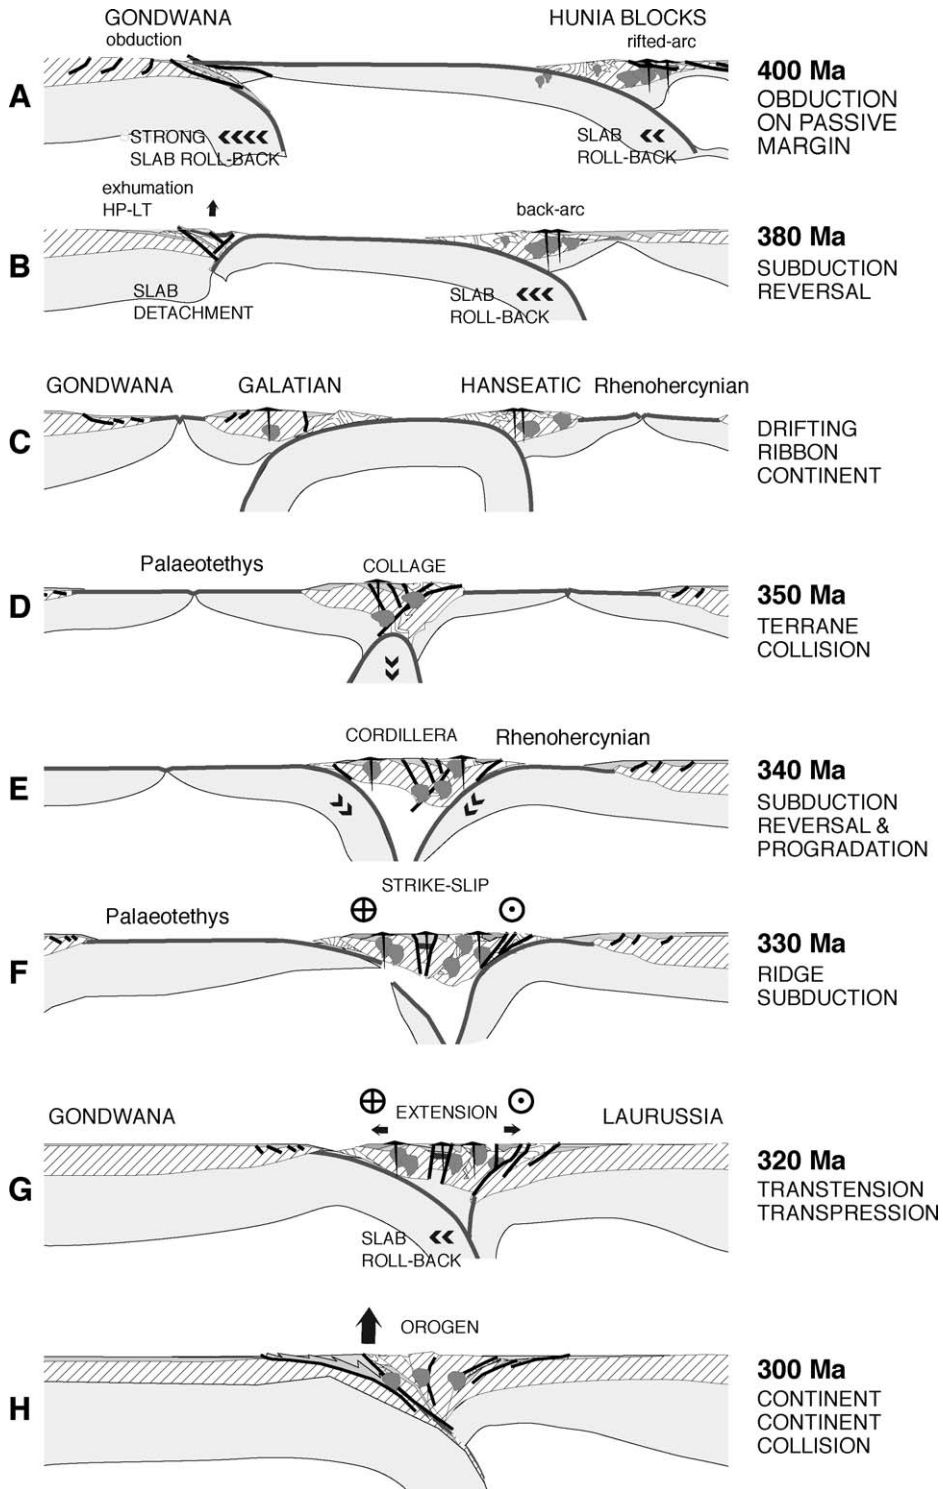 GONDWANA
HUNIA BLOCKS
obduction
rifted-arc
A
STRONG
SLAB ROLL-BACK
SLAB
ROLL-BACK
400 Ma
OBDUCTION
ON PASSIVE
MARGIN
exhumation
HP-LT
back-arc
B
SLAB
DETACHMENT
SLAB
ROLL-BACK
380 Ma
SUBDUCTION
REVERSAL
GONDWANA
GALATIAN
HANSEATIC
Rhenohercynian
C
DRIFTING
RIBBON
CONTINENT
Palaeotethys
COLLAGE
D
350 Ma
TERRANE
COLLISION
CORDILLERA
Rhenohercynian
E
340 Ma
SUBDUCTION
REVERSAL &
PROGRADATION
STRIKE-SLIP
Palaeotethys
F
330 Ma
RIDGE
SUBDUCTION
GONDWANA
EXTENSION
LAURUSSIA
G
SLAB
ROLL-BACK
320 Ma
TRANSTENSION
TRANSPRESSION
OROGEN
H
300 Ma
CONTINENT
CONTINENT
COLLISION